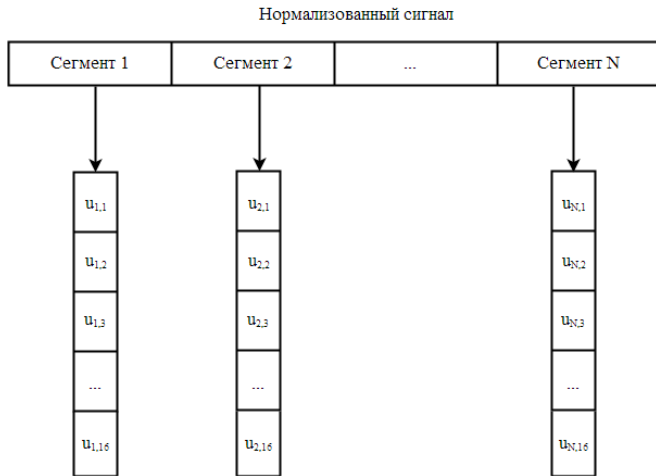 Нормализованный сигнал
Сегмент 1 Сегмент 2 ... Сегмент N
u1,1 u2,1 uN,1
u1,2 u2,2 uN,2
u1,3 u2,3 uN,3
... ... ...
u1,16 u2,16 uN,16